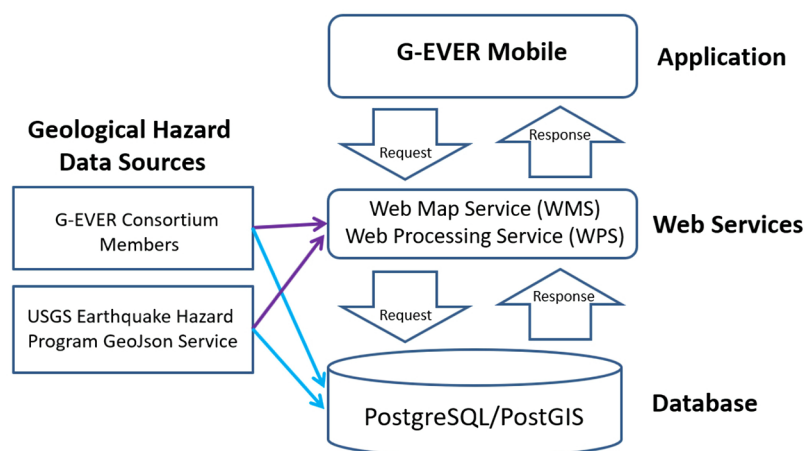 G-EVER Mobile
Application
Request
Response
Geological Hazard
Data Sources
G-EVER Consortium
Members
USGS Earthquake Hazard
Program GeoJson Service
Web Map Service (WMS)
Web Processing Service (WPS)
Web Services
Request
Response
PostgreSQL/PostGIS
Database